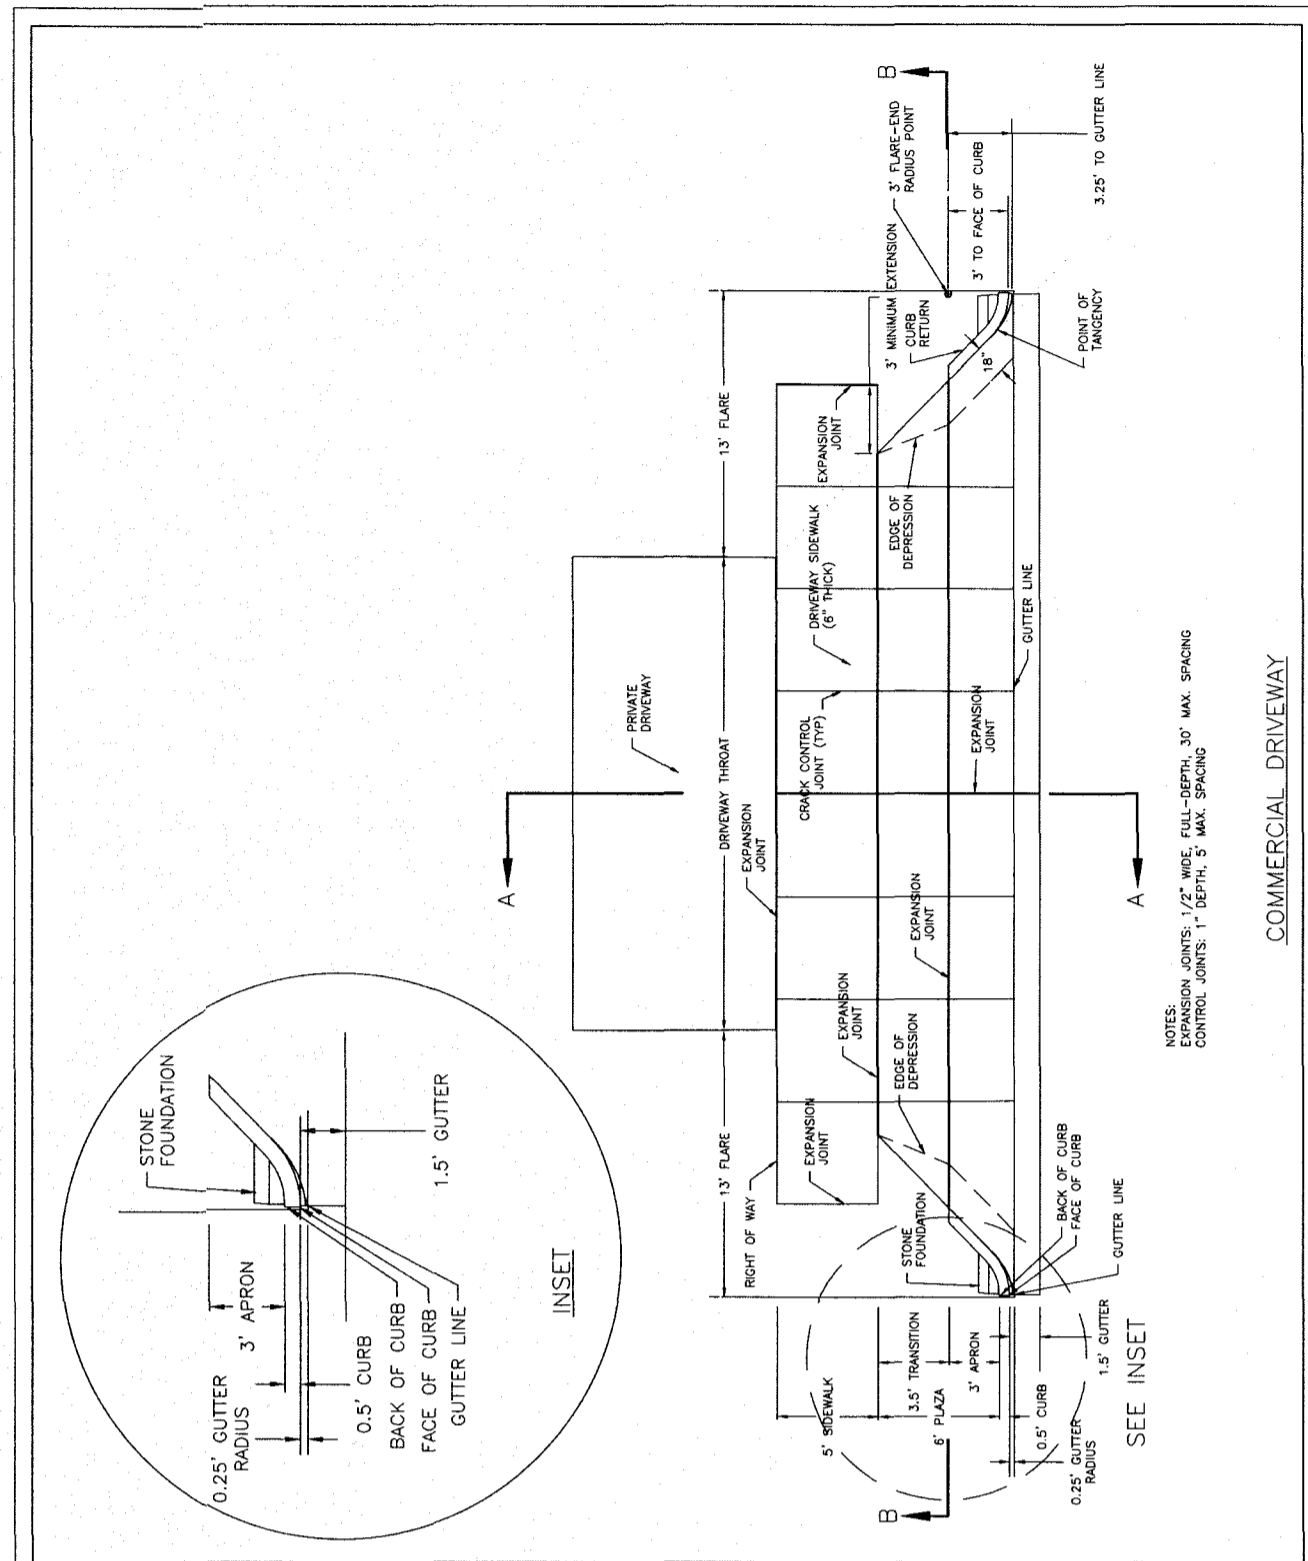 STONE
FOUNDATION
1.5' GUTTER
3' APRON
0.25' GUTTER
RADIUS
0.5' CURB
BACK OF CURB
FACE OF CURB
GUTTER LINE
INSET
A
A
B
B
PRIVATE
DRIVEWAY
13' FLARE
DRIVEWAY THROAT
13' FLARE
RIGHT OF WAY
EXPANSION
JOINT
EXPANSION
JOINT
EXPANSION
JOINT
EXPANSION
JOINT
EXPANSION
JOINT
EXPANSION
JOINT
CRACK CONTROL
JOINT (TYP)
DRIVEWAY SIDEWALK
(6" THICK)
EDGE OF
DEPRESSION
EDGE OF
DEPRESSION
3' MINIMUM EXTENSION
CURB
RETURN
3' FLARE-END
RADIUS POINT
3' TO FACE OF CURB
3.25' TO GUTTER LINE
18"
POINT OF
TANGENCY
GUTTER LINE
STONE
FOUNDATION
BACK OF CURB
FACE OF CURB
GUTTER LINE
5' SIDEWALK
3.5' TRANSITION
6' PLAZA
3' APRON
0.5' CURB
0.25' GUTTER
RADIUS
1.5' GUTTER
SEE INSET
NOTES:
EXPANSION JOINTS: 1/2" WIDE, FULL-DEPTH, 30' MAX. SPACING
CONTROL JOINTS: 1" DEPTH, 5' MAX. SPACING
COMMERCIAL DRIVEWAY